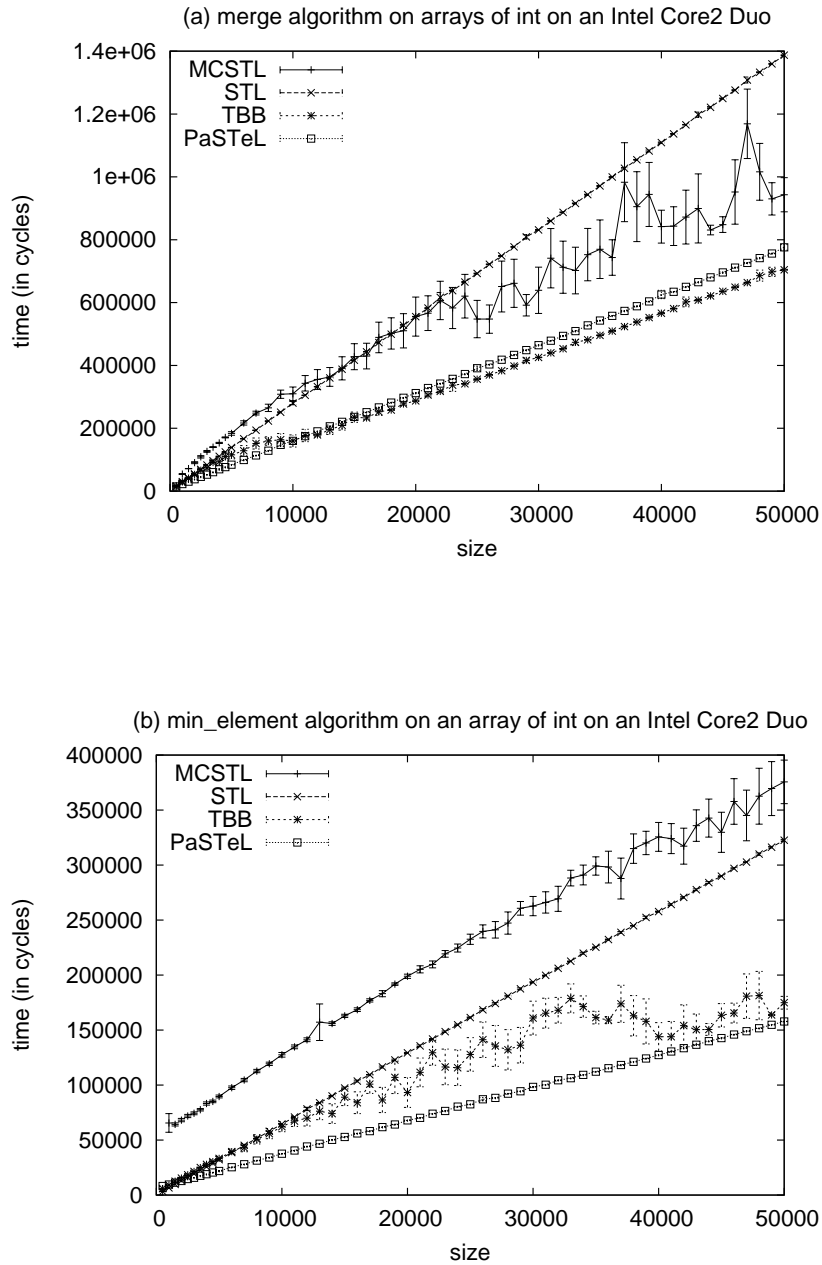 (a) merge algorithm on arrays of int on an Intel Core2 Duo
1.4e+06
1.2e+06
1e+06
800000
600000
400000
200000
0
time (in cycles)
MCSTL
STL
TBB
PaSTeL
0 10000 20000 30000 40000 50000
size
(b) min_element algorithm on an array of int on an Intel Core2 Duo
400000
350000
300000
250000
200000
150000
100000
50000
0
time (in cycles)
MCSTL
STL
TBB
PaSTeL
0 10000 20000 30000 40000 50000
size